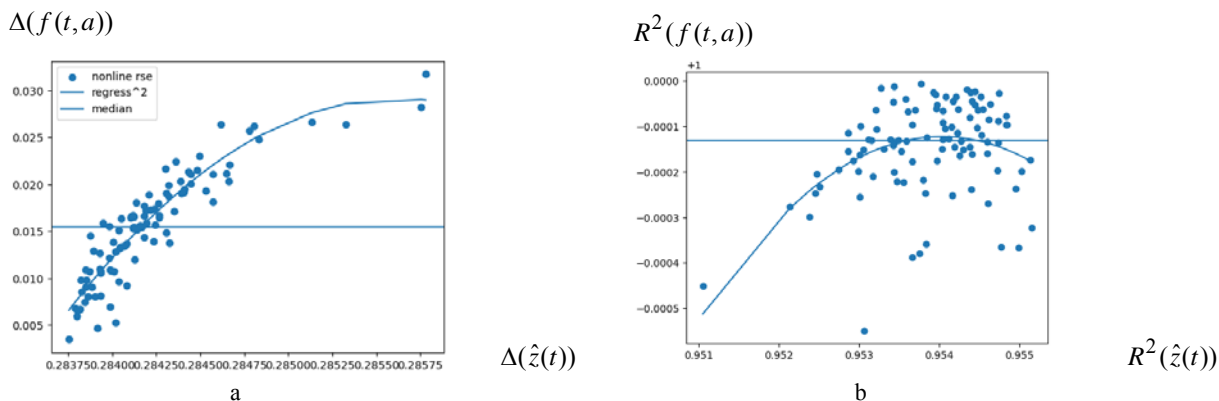 Δ(f(t,a))
R²(f(t,a))
nonline rse
regress^2
median
0.030
0.025
0.020
0.015
0.010
0.005
0.283750.284000.284250.284500.284750.285000.285250.285500.28575
Δ(ẑ(t))
a
+1
0.0000
−0.0001
−0.0002
−0.0003
−0.0004
−0.0005
0.951 0.952 0.953 0.954 0.955
R²(ẑ(t))
b